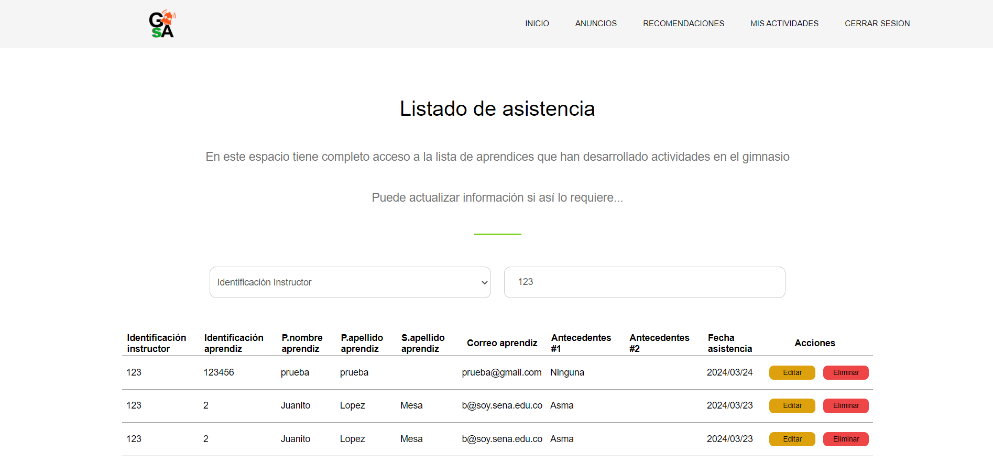 GSA
INICIO ANUNCIOS RECOMENDACIONES MIS ACTIVIDADES CERRAR SESION
Listado de asistencia
En este espacio tiene completo acceso a la lista de aprendices que han desarrollado actividades en el gimnasio
Puede actualizar información si así lo requiere...
Identificación Instructor 123
Identificación instructor Identificación aprendiz P.nombre aprendiz P.apellido aprendiz S.apellido aprendiz Correo aprendiz Antecedentes #1 Antecedentes #2 Fecha asistencia Acciones
123 123456 prueba prueba prueba@gmail.com Ninguna 2024/03/24 Editar Eliminar
123 2 Juanito Lopez Mesa b@soy.sena.edu.co Asma 2024/03/23 Editar Eliminar
123 2 Juanito Lopez Mesa b@soy.sena.edu.co Asma 2024/03/23 Editar Eliminar